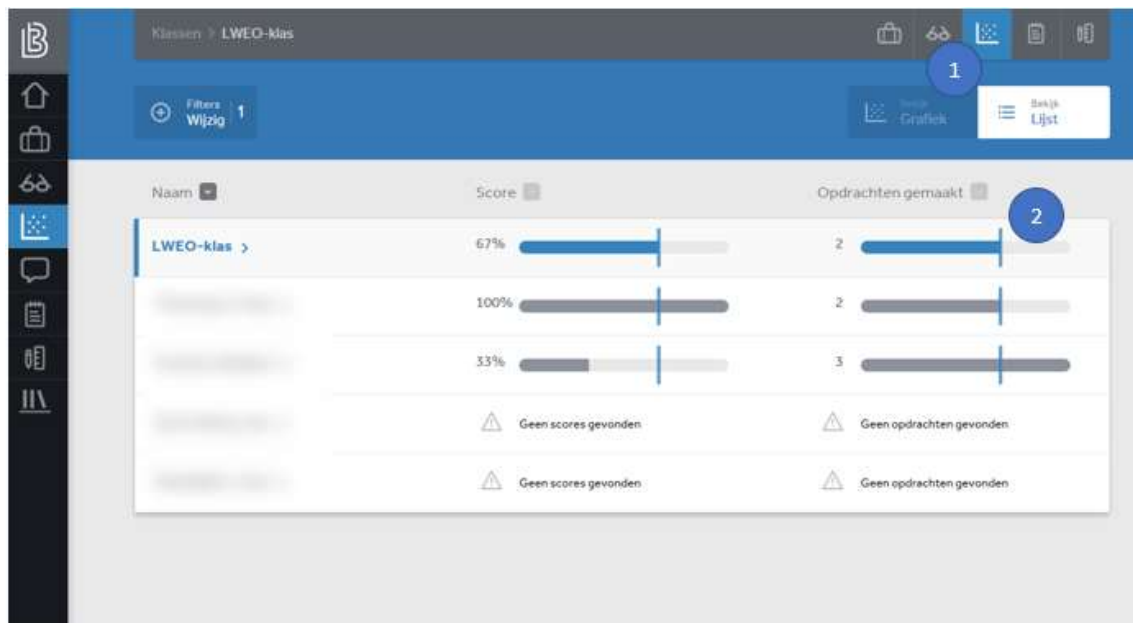 Klassen > LWEO-klas
1
Filters
Wijzig 1
Bekijk
Grafiek
Bekijk
Lijst
Naam Score Opdrachten gemaakt
2
LWEO-klas > 67% 2
100% 2
33% 3
Geen scores gevonden Geen opdrachten gevonden
Geen scores gevonden Geen opdrachten gevonden